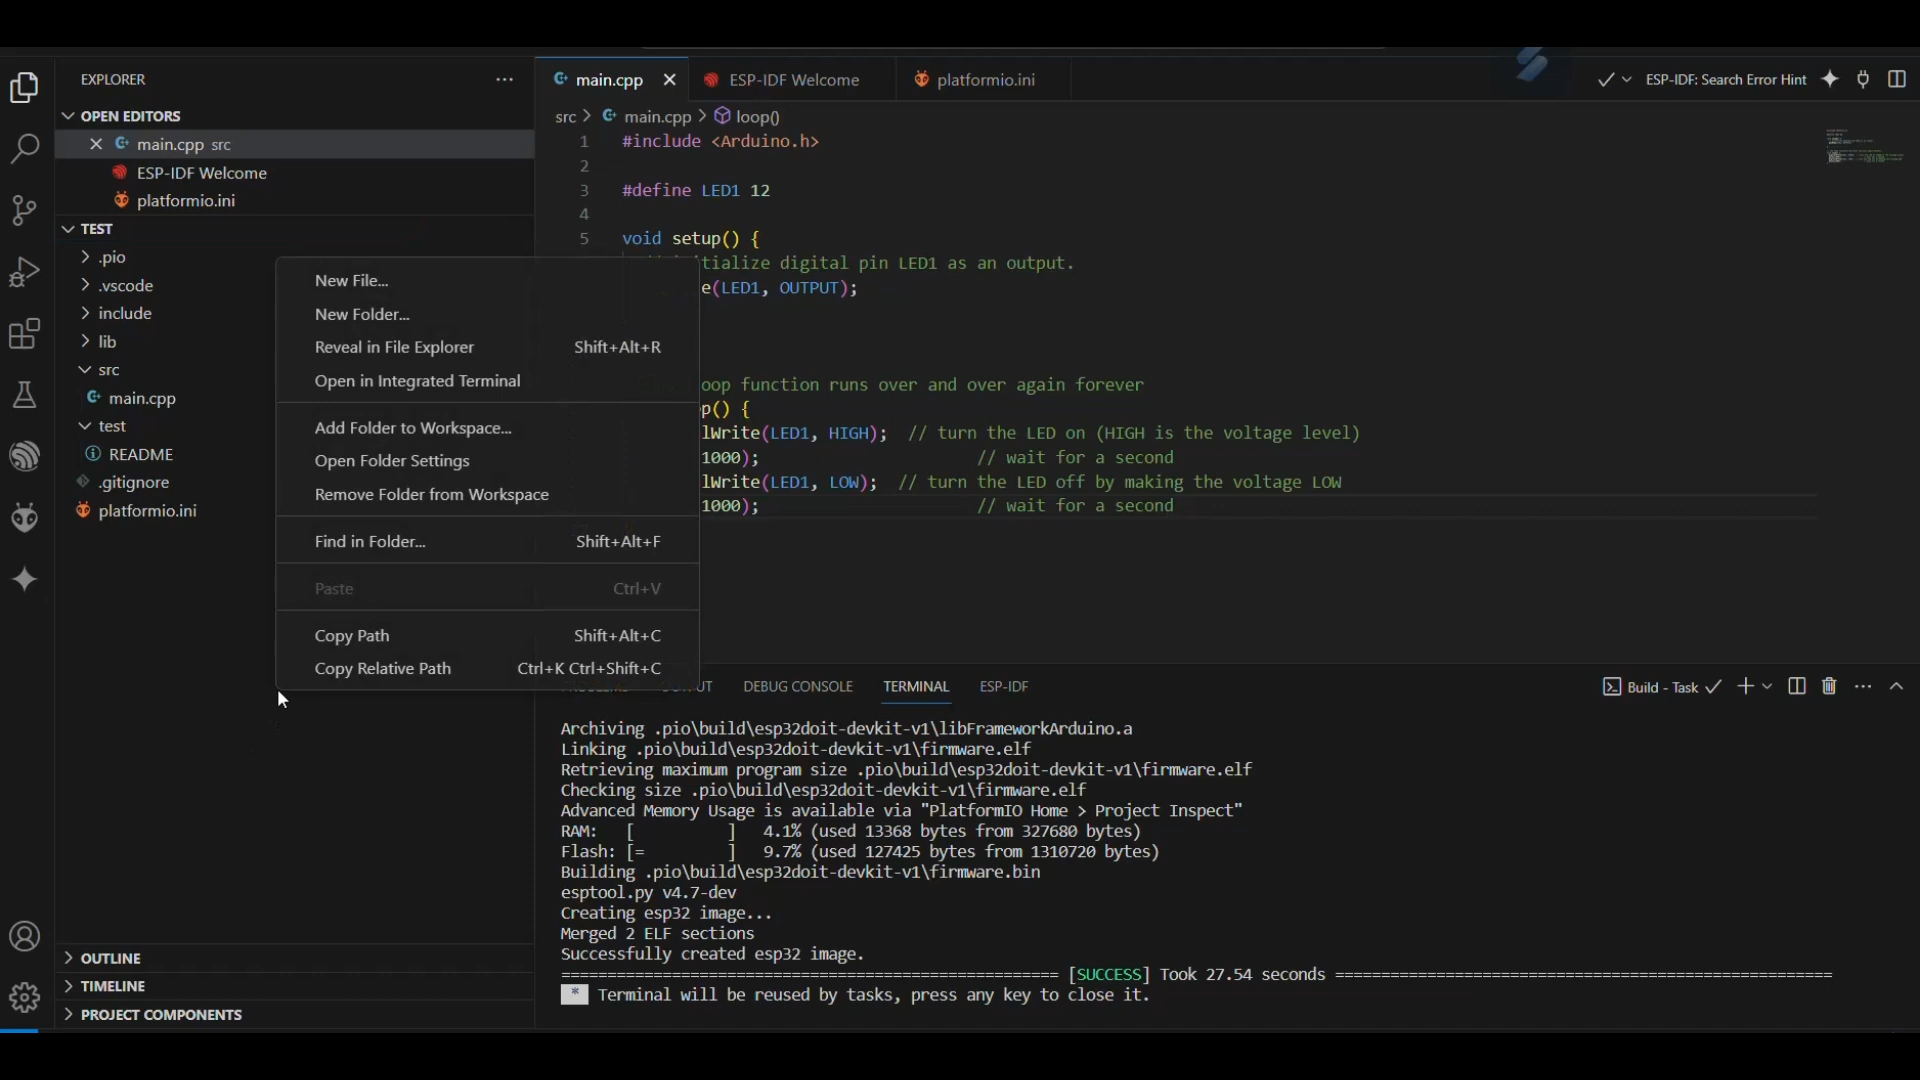 EXPLORER
OPEN EDITORS
main.cpp src
ESP-IDF Welcome
platformio.ini
TEST
.pio
.vscode
include
lib
src
main.cpp
test
README
.gitignore
platformio.ini
OUTLINE
TIMELINE
PROJECT COMPONENTS
New File...
New Folder...
Reveal in File Explorer Shift+Alt+R
Open in Integrated Terminal
Add Folder to Workspace...
Open Folder Settings
Remove Folder from Workspace
Find in Folder... Shift+Alt+F
Paste Ctrl+V
Copy Path Shift+Alt+C
Copy Relative Path Ctrl+K Ctrl+Shift+C
main.cpp ESP-IDF Welcome platformio.ini ESP-IDF: Search Error Hint
src > main.cpp > loop()
1 #include <Arduino.h>
2
3 #define LED1 12
4
5 void setup() {
tialize digital pin LED1 as an output.
e(LED1, OUTPUT);
oop function runs over and over again forever
p() {
lWrite(LED1, HIGH); // turn the LED on (HIGH is the voltage level)
1000); // wait for a second
lWrite(LED1, LOW); // turn the LED off by making the voltage LOW
1000); // wait for a second
DEBUG CONSOLE TERMINAL ESP-IDF Build - Task
Archiving .pio\build\esp32doit-devkit-v1\libFrameworkArduino.a
Linking .pio\build\esp32doit-devkit-v1\firmware.elf
Retrieving maximum program size .pio\build\esp32doit-devkit-v1\firmware.elf
Checking size .pio\build\esp32doit-devkit-v1\firmware.elf
Advanced Memory Usage is available via "PlatformIO Home > Project Inspect"
RAM: [ ] 4.1% (used 13368 bytes from 327680 bytes)
Flash: [= ] 9.7% (used 127425 bytes from 1310720 bytes)
Building .pio\build\esp32doit-devkit-v1\firmware.bin
esptool.py v4.7-dev
Creating esp32 image...
Merged 2 ELF sections
Successfully created esp32 image.
====================================================== [SUCCESS] Took 27.54 seconds ======================================================
* Terminal will be reused by tasks, press any key to close it.